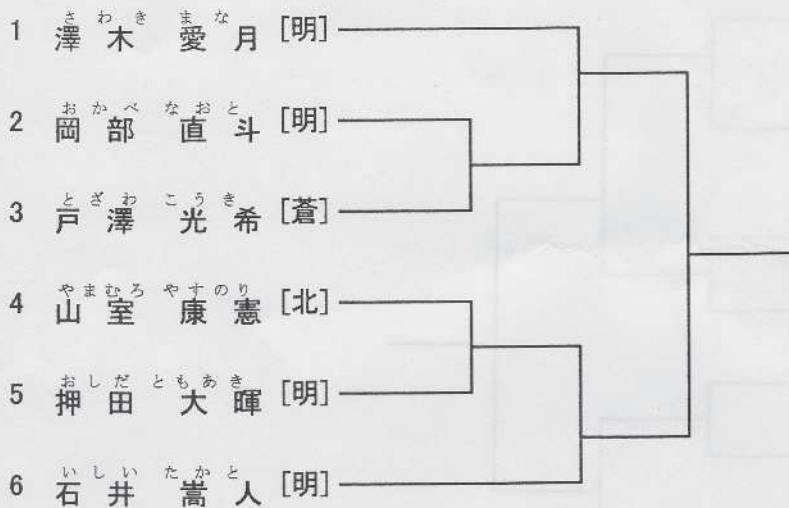 さわき まな
1 澤木 愛月 [明]
おかべ なおと
2 岡部 直斗 [明]
とざわ こうき
3 戸澤 光希 [蒼]
やまむろ やすのり
4 山室 康憲 [北]
おしだ ともあき
5 押田 大暉 [明]
いしい たかと
6 石井 嵩人 [明]